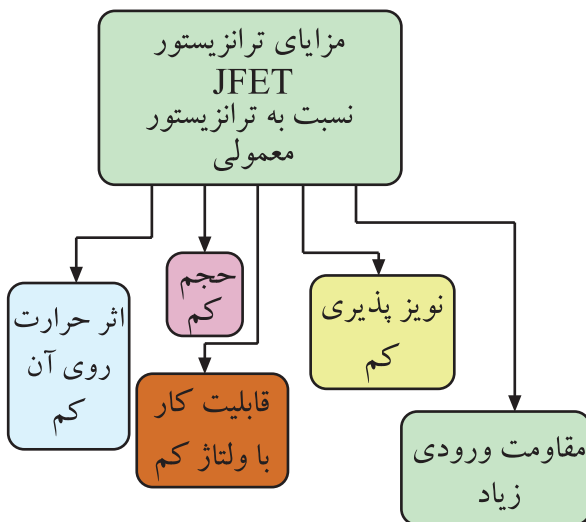 مزایای ترانزیستور
JFET
نسبت به ترانزیستور
معمولی
مقاومت ورودی
زیاد
نویز پذیری
کم
قابلیت کار
با ولتاژ کم
حجم
کم
اثر حرارت
روی آن
کم